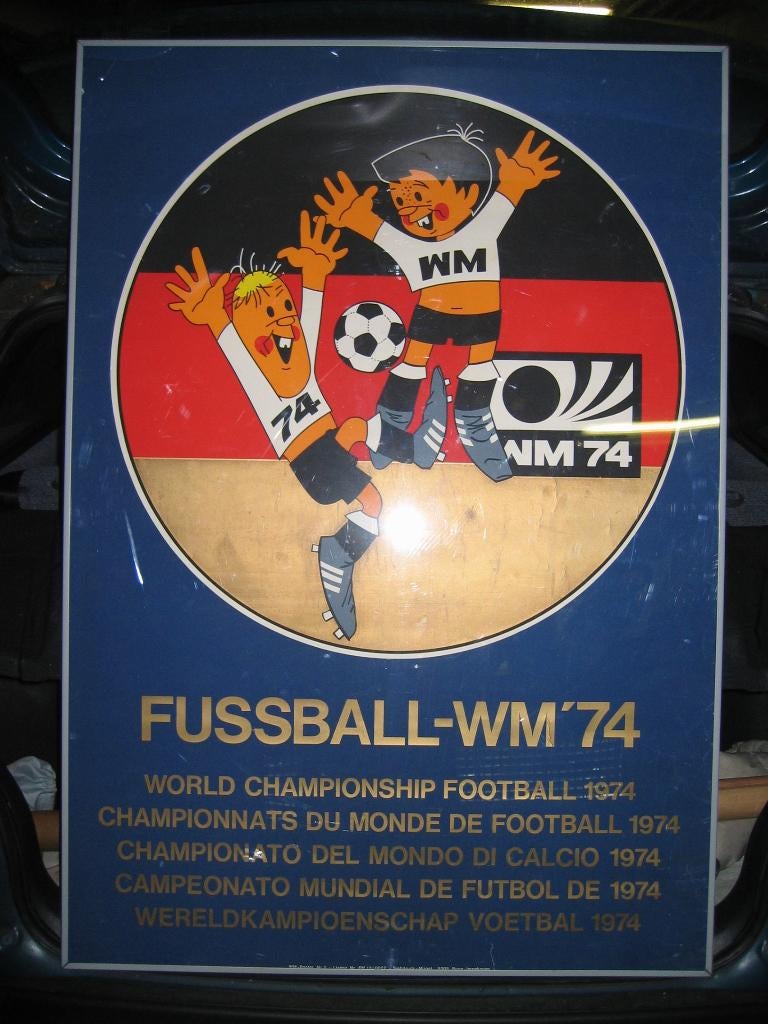 WM
74
WM 74
FUSSBALL-WM´74
WORLD CHAMPIONSHIP FOOTBALL 1974
CHAMPIONNATS DU MONDE DE FOOTBALL 1974
CHAMPIONATO DEL MONDO DI CALCIO 1974
CAMPEONATO MUNDIAL DE FUTBOL DE 1974
WERELDKAMPIOENSCHAP VOETBAL 1974